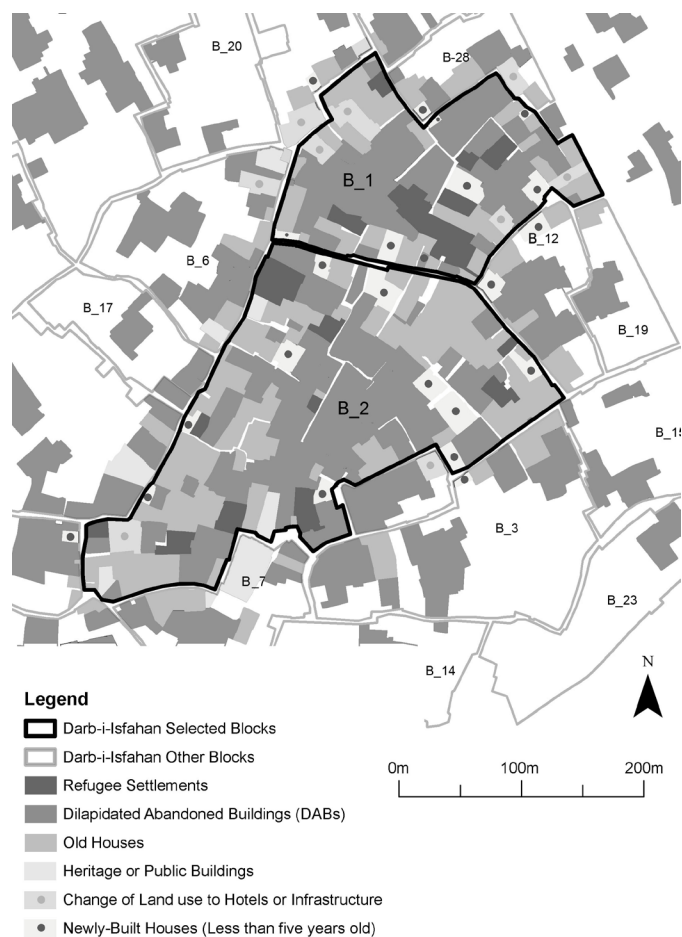 B_20
B-28
B_1
B_12
B_6
B_17
B_19
B_2
B_15
B_3
B_7
B_23
B_14
N
Legend
Darb-i-Isfahan Selected Blocks
Darb-i-Isfahan Other Blocks
Refugee Settlements
Dilapidated Abandoned Buildings (DABs)
Old Houses
Heritage or Public Buildings
Change of Land use to Hotels or Infrastructure
Newly-Built Houses (Less than five years old)
0m 100m 200m